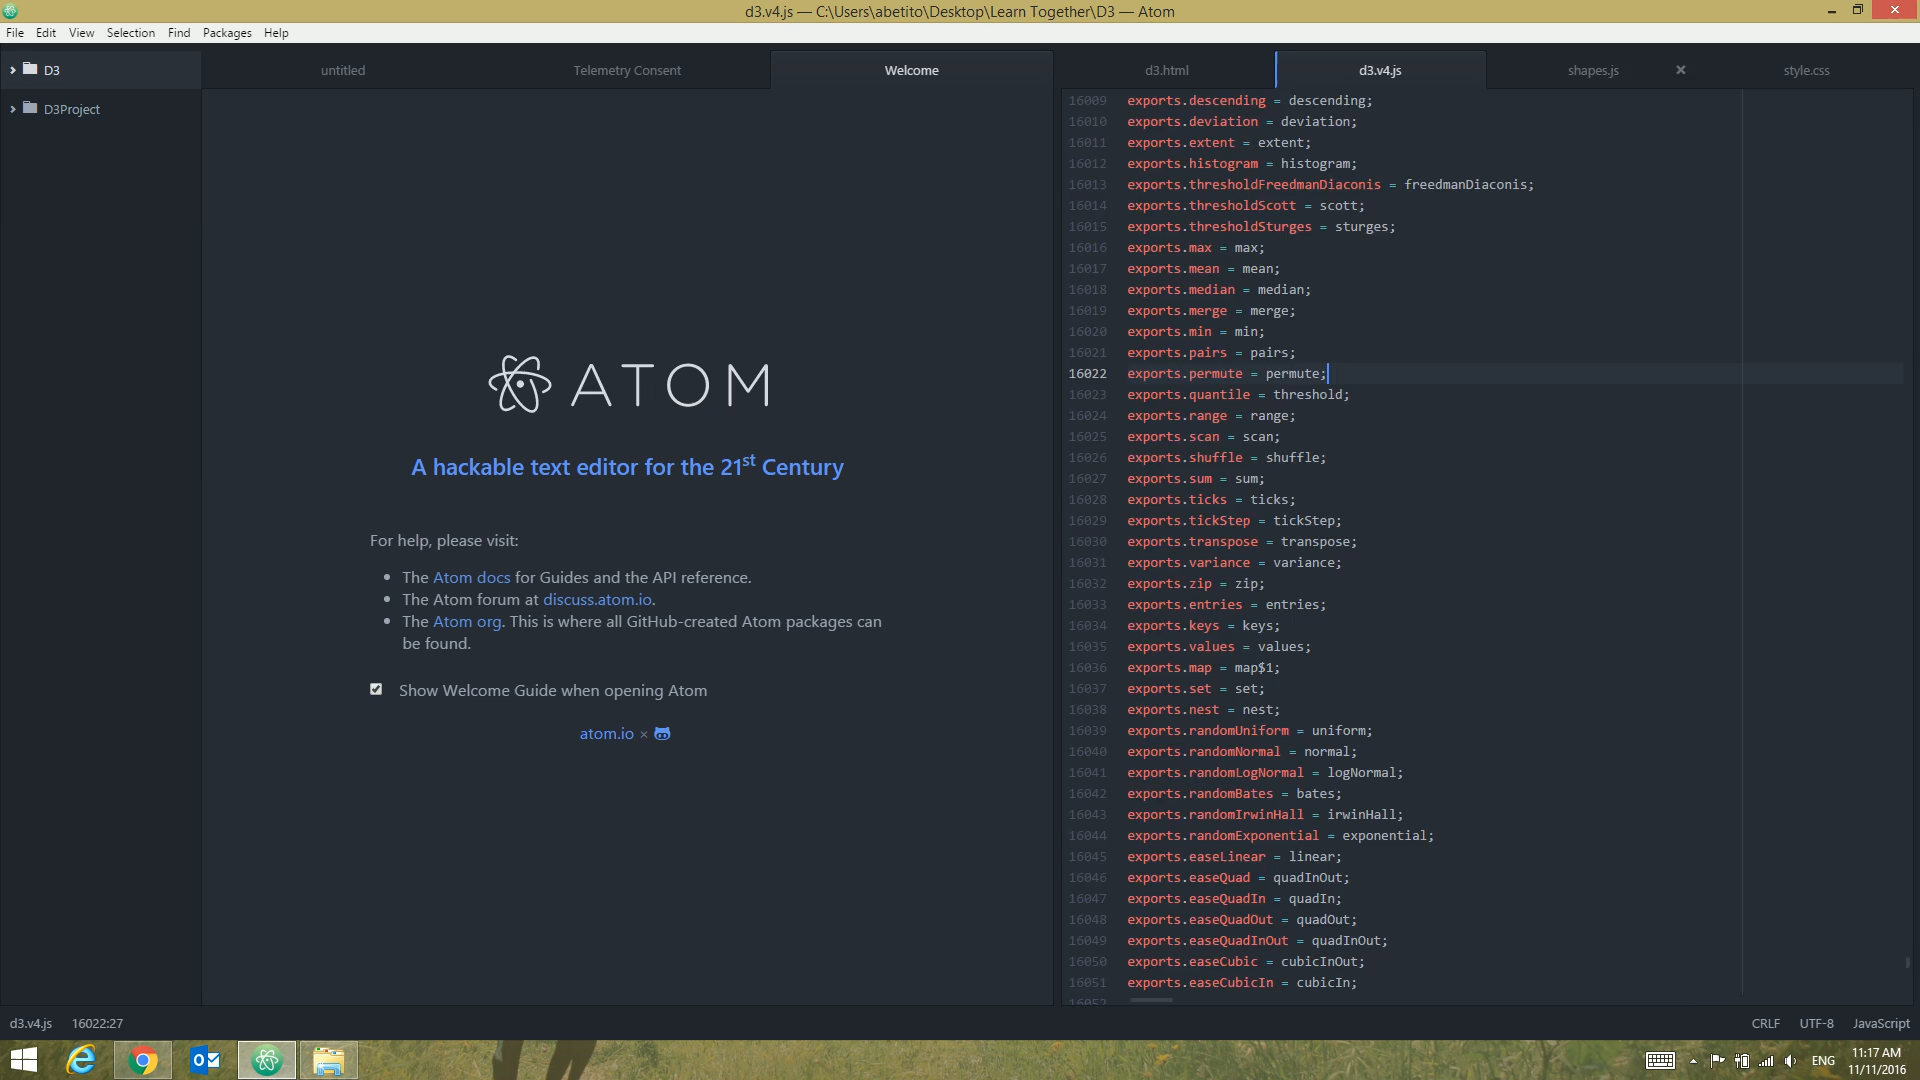 d3.v4.js — C:\Users\abetito\Desktop\Learn Together\D3 — Atom
File Edit View Selection Find Packages Help
D3
D3Project
untitled
Telemetry Consent
Welcome
ATOM
A hackable text editor for the 21st Century
For help, please visit:
The Atom docs for Guides and the API reference.
The Atom forum at discuss.atom.io.
The Atom org. This is where all GitHub-created Atom packages can
be found.
Show Welcome Guide when opening Atom
atom.io ×
d3.html
d3.v4.js
shapes.js
style.css
16009 exports.descending = descending;
16010 exports.deviation = deviation;
16011 exports.extent = extent;
16012 exports.histogram = histogram;
16013 exports.thresholdFreedmanDiaconis = freedmanDiaconis;
16014 exports.thresholdScott = scott;
16015 exports.thresholdSturges = sturges;
16016 exports.max = max;
16017 exports.mean = mean;
16018 exports.median = median;
16019 exports.merge = merge;
16020 exports.min = min;
16021 exports.pairs = pairs;
16022 exports.permute = permute;
16023 exports.quantile = threshold;
16024 exports.range = range;
16025 exports.scan = scan;
16026 exports.shuffle = shuffle;
16027 exports.sum = sum;
16028 exports.ticks = ticks;
16029 exports.tickStep = tickStep;
16030 exports.transpose = transpose;
16031 exports.variance = variance;
16032 exports.zip = zip;
16033 exports.entries = entries;
16034 exports.keys = keys;
16035 exports.values = values;
16036 exports.map = map$1;
16037 exports.set = set;
16038 exports.nest = nest;
16039 exports.randomUniform = uniform;
16040 exports.randomNormal = normal;
16041 exports.randomLogNormal = logNormal;
16042 exports.randomBates = bates;
16043 exports.randomIrwinHall = irwinHall;
16044 exports.randomExponential = exponential;
16045 exports.easeLinear = linear;
16046 exports.easeQuad = quadInOut;
16047 exports.easeQuadIn = quadIn;
16048 exports.easeQuadOut = quadOut;
16049 exports.easeQuadInOut = quadInOut;
16050 exports.easeCubic = cubicInOut;
16051 exports.easeCubicIn = cubicIn;
16052
d3.v4.js 16022:27
CRLF UTF-8 JavaScript
ENG
11:17 AM
11/11/2016